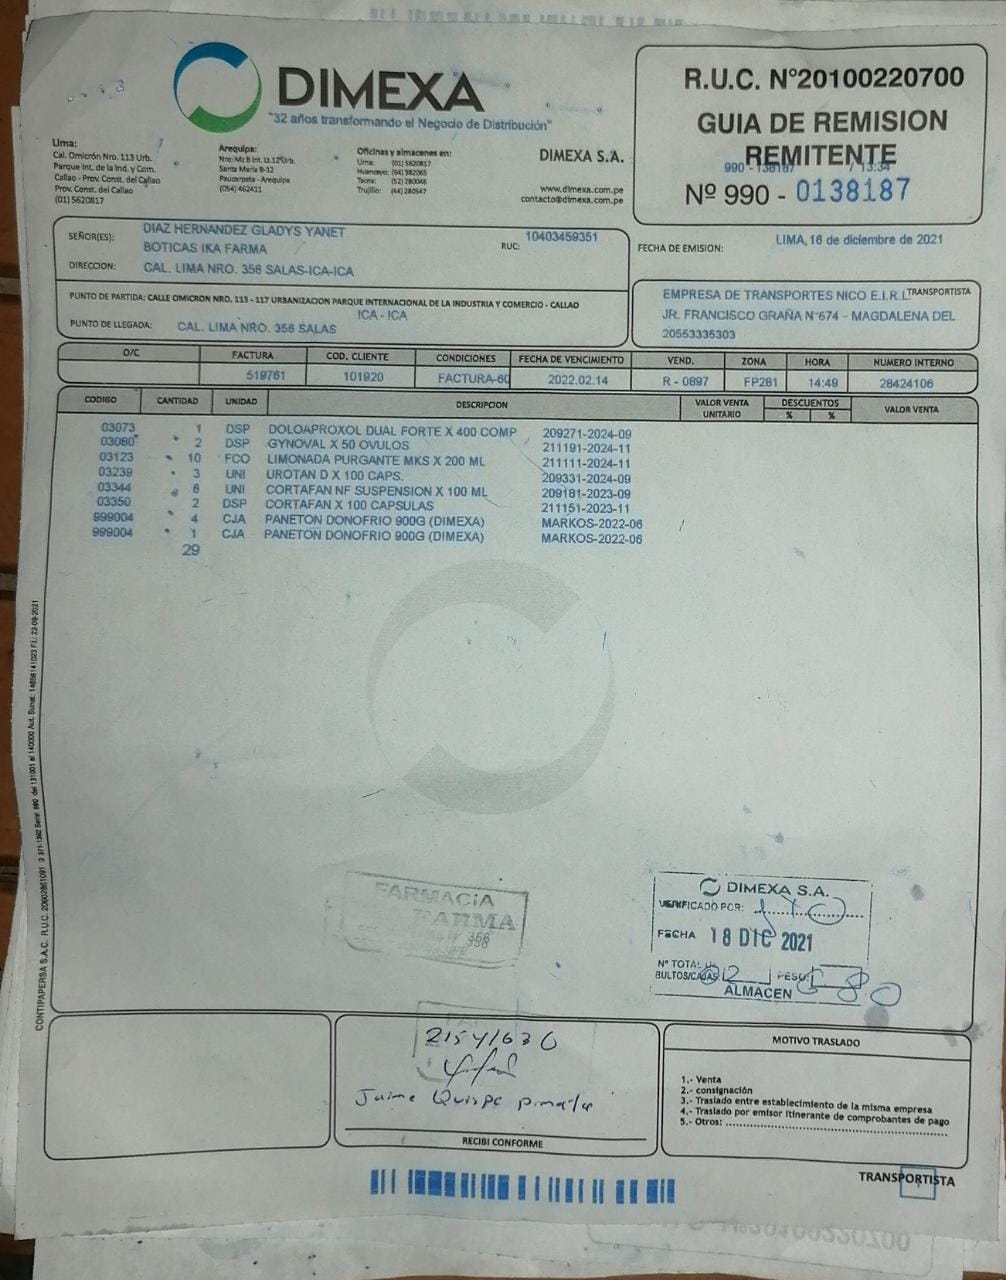 DIMEXA
"32 años transformando el Negocio de Distribución"
Lima:
Cal. Omicrón Nro. 113 Urb.
Parque Int. de la Ind. y Com.
Callao - Prov. Const. del Callao
Prov. Const. del Callao
(01) 5620817
Arequipa:
Nro: Mz B Int. Lt.12 Urb.
Santa María B-12
Paucarpata - Arequipa
(054) 462411
Oficinas y almacenes en:
Lima: (01) 5620817
Huancayo: (64) 382065
Tacna: (52) 280046
Trujillo: (44) 280547
DIMEXA S.A.
www.dimexa.com.pe
contacto@dimexa.com.pe
R.U.C. N°20100220700
GUIA DE REMISION
REMITENTE
990 - 138187 / 13:34
Nº 990 - 0138187
SEÑOR(ES): DIAZ HERNANDEZ GLADYS YANET
BOTICAS IKA FARMA
RUC: 10403459351
DIRECCION: CAL. LIMA NRO. 356 SALAS-ICA-ICA
FECHA DE EMISION: LIMA, 16 de diciembre de 2021
PUNTO DE PARTIDA: CALLE OMICRON NRO. 113 - 117 URBANIZACION PARQUE INTERNACIONAL DE LA INDUSTRIA Y COMERCIO - CALLAO
ICA - ICA
PUNTO DE LLEGADA: CAL. LIMA NRO. 356 SALAS
EMPRESA DE TRANSPORTES NICO E.I.R.L TRANSPORTISTA
JR. FRANCISCO GRAÑA N°674 - MAGDALENA DEL
20553335303
O/C FACTURA COD. CLIENTE CONDICIONES FECHA DE VENCIMIENTO VEND. ZONA HORA NUMERO INTERNO
519761 101920 FACTURA-60 2022.02.14 R - 0897 FP281 14:49 28424106
CODIGO CANTIDAD UNIDAD DESCRIPCION VALOR VENTA UNITARIO DESCUENTOS % % VALOR VENTA
03073 1 DSP DOLOAPROXOL DUAL FORTE X 400 COMP 209271-2024-09
03080 2 DSP GYNOVAL X 50 OVULOS 211191-2024-11
03123 10 FCO LIMONADA PURGANTE MKS X 200 ML 211111-2024-11
03239 3 UNI UROTAN D X 100 CAPS. 209331-2024-09
03344 6 UNI CORTAFAN NF SUSPENSION X 100 ML 209181-2023-09
03350 2 DSP CORTAFAN X 100 CAPSULAS 211151-2023-11
999004 4 CJA PANETON DONOFRIO 900G (DIMEXA) MARKOS-2022-06
999004 1 CJA PANETON DONOFRIO 900G (DIMEXA) MARKOS-2022-06
29
FARMACIA
FARMA
356
DIMEXA S.A.
VERIFICADO POR:
FECHA 18 DIC 2021
N° TOTAL DE
BULTOS/CAJAS 02 PESO
ALMACEN
21541630
Jaime Quispe
RECIBI CONFORME
MOTIVO TRASLADO
1.- Venta
2.- consignación
3.- Traslado entre establecimiento de la misma empresa
4.- Traslado por emisor itinerante de comprobantes de pago
5.- Otros:
TRANSPORTISTA